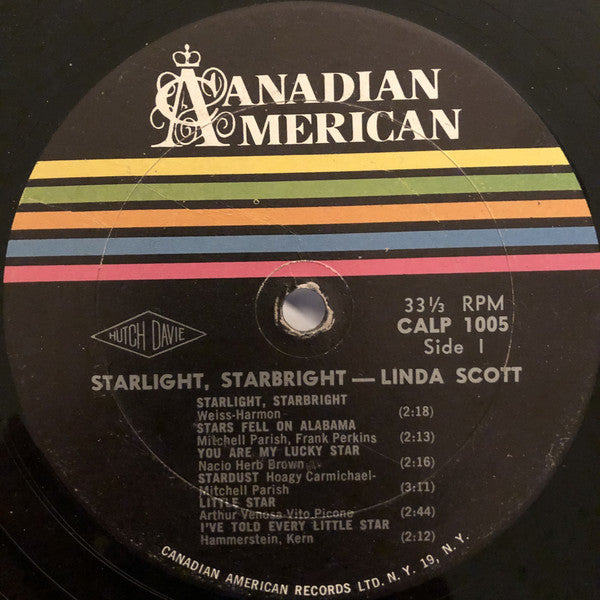 CANADIAN
AMERICAN
33⅓ RPM
CALP 1005
Side I
HUTCH DAVIE
STARLIGHT, STARBRIGHT — LINDA SCOTT
STARLIGHT, STARBRIGHT
Weiss-Harmon (2:18)
STARS FELL ON ALABAMA
Mitchell Parish, Frank Perkins (2:13)
YOU ARE MY LUCKY STAR
Nacio Herb Brown (2:16)
STARDUST Hoagy Carmichael-
Mitchell Parish (3:11)
LITTLE STAR
Arthur Venosa Vito Picone (2:44)
I'VE TOLD EVERY LITTLE STAR
Hammerstein, Kern (2:12)
CANADIAN AMERICAN RECORDS LTD. N. Y. 19, N. Y.